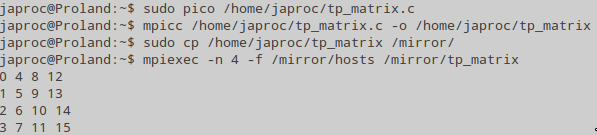 japroc@Proland:~$ sudo pico /home/japroc/tp_matrix.c
japroc@Proland:~$ mpicc /home/japroc/tp_matrix.c -o /home/japroc/tp_matrix
japroc@Proland:~$ sudo cp /home/japroc/tp_matrix /mirror/
japroc@Proland:~$ mpiexec -n 4 -f /mirror/hosts /mirror/tp_matrix
0 4 8 12
1 5 9 13
2 6 10 14
3 7 11 15